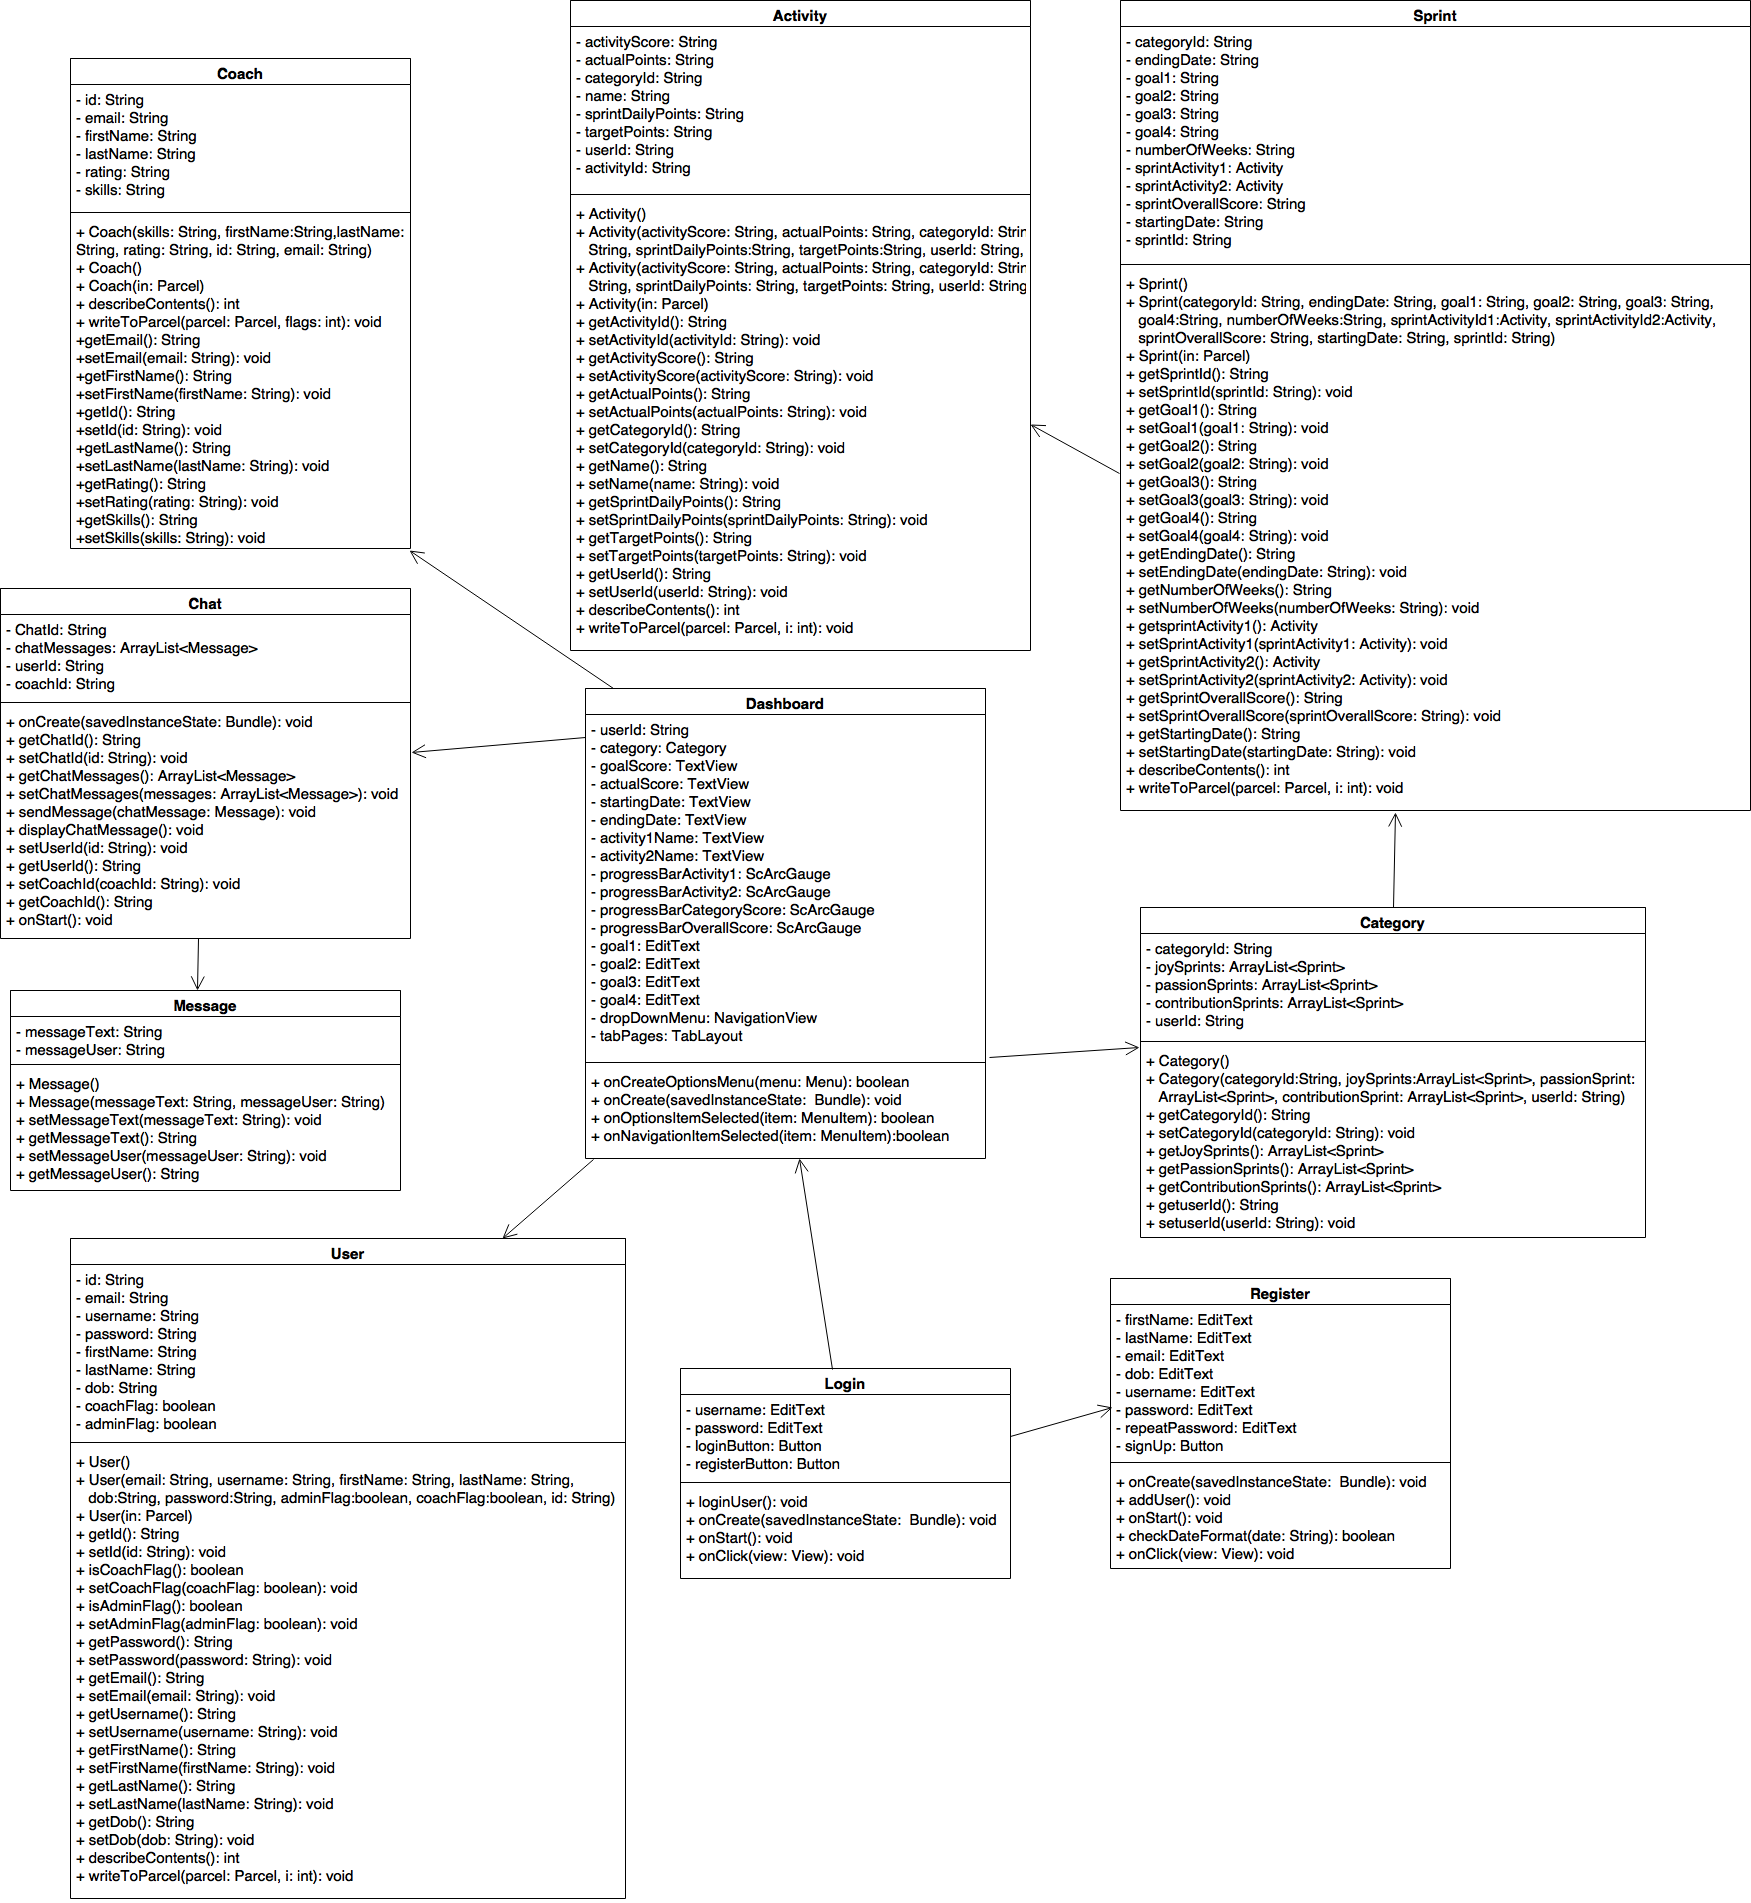 Activity
- activityScore: String
- actualPoints: String
- categoryId: String
- name: String
- sprintDailyPoints: String
- targetPoints: String
- userId: String
- activityId: String
+ Activity()
+ Activity(activityScore: String, actualPoints: String, categoryId: Strin
String, sprintDailyPoints:String, targetPoints:String, userId: String,
+ Activity(activityScore: String, actualPoints: String, categoryId: Strin
String, sprintDailyPoints: String, targetPoints: String, userId: String
+ Activity(in: Parcel)
+ getActivityId(): String
+ setActivityId(activityId: String): void
+ getActivityScore(): String
+ setActivityScore(activityScore: String): void
+ getActualPoints(): String
+ setActualPoints(actualPoints: String): void
+ getCategoryId(): String
+ setCategoryId(categoryId: String): void
+ getName(): String
+ setName(name: String): void
+ getSprintDailyPoints(): String
+ setSprintDailyPoints(sprintDailyPoints: String): void
+ getTargetPoints(): String
+ setTargetPoints(targetPoints: String): void
+ getUserId(): String
+ setUserId(userId: String): void
+ describeContents(): int
+ writeToParcel(parcel: Parcel, i: int): void
Sprint
- categoryId: String
- endingDate: String
- goal1: String
- goal2: String
- goal3: String
- goal4: String
- numberOfWeeks: String
- sprintActivity1: Activity
- sprintActivity2: Activity
- sprintOverallScore: String
- startingDate: String
- sprintId: String
+ Sprint()
+ Sprint(categoryId: String, endingDate: String, goal1: String, goal2: String, goal3: String,
goal4:String, numberOfWeeks:String, sprintActivityId1:Activity, sprintActivityId2:Activity,
sprintOverallScore: String, startingDate: String, sprintId: String)
+ Sprint(in: Parcel)
+ getSprintId(): String
+ setSprintId(sprintId: String): void
+ getGoal1(): String
+ setGoal1(goal1: String): void
+ getGoal2(): String
+ setGoal2(goal2: String): void
+ getGoal3(): String
+ setGoal3(goal3: String): void
+ getGoal4(): String
+ setGoal4(goal4: String): void
+ getEndingDate(): String
+ setEndingDate(endingDate: String): void
+ getNumberOfWeeks(): String
+ setNumberOfWeeks(numberOfWeeks: String): void
+ getsprintActivity1(): Activity
+ setSprintActivity1(sprintActivity1: Activity): void
+ getSprintActivity2(): Activity
+ setSprintActivity2(sprintActivity2: Activity): void
+ getSprintOverallScore(): String
+ setSprintOverallScore(sprintOverallScore: String): void
+ getStartingDate(): String
+ setStartingDate(startingDate: String): void
+ describeContents(): int
+ writeToParcel(parcel: Parcel, i: int): void
Coach
- id: String
- email: String
- firstName: String
- lastName: String
- rating: String
- skills: String
+ Coach(skills: String, firstName:String,lastName:
String, rating: String, id: String, email: String)
+ Coach()
+ Coach(in: Parcel)
+ describeContents(): int
+ writeToParcel(parcel: Parcel, flags: int): void
+getEmail(): String
+setEmail(email: String): void
+getFirstName(): String
+setFirstName(firstName: String): void
+getId(): String
+setId(id: String): void
+getLastName(): String
+setLastName(lastName: String): void
+getRating(): String
+setRating(rating: String): void
+getSkills(): String
+setSkills(skills: String): void
Chat
- ChatId: String
- chatMessages: ArrayList<Message>
- userId: String
- coachId: String
+ onCreate(savedInstanceState: Bundle): void
+ getChatId(): String
+ setChatId(id: String): void
+ getChatMessages(): ArrayList<Message>
+ setChatMessages(messages: ArrayList<Message>): void
+ sendMessage(chatMessage: Message): void
+ displayChatMessage(): void
+ setUserId(id: String): void
+ getUserId(): String
+ setCoachId(coachId: String): void
+ getCoachId(): String
+ onStart(): void
Dashboard
- userId: String
- category: Category
- goalScore: TextView
- actualScore: TextView
- startingDate: TextView
- endingDate: TextView
- activity1Name: TextView
- activity2Name: TextView
- progressBarActivity1: ScArcGauge
- progressBarActivity2: ScArcGauge
- progressBarCategoryScore: ScArcGauge
- progressBarOverallScore: ScArcGauge
- goal1: EditText
- goal2: EditText
- goal3: EditText
- goal4: EditText
- dropDownMenu: NavigationView
- tabPages: TabLayout
+ onCreateOptionsMenu(menu: Menu): boolean
+ onCreate(savedInstanceState:  Bundle): void
+ onOptionsItemSelected(item: MenuItem): boolean
+ onNavigationItemSelected(item: MenuItem):boolean
Category
- categoryId: String
- joySprints: ArrayList<Sprint>
- passionSprints: ArrayList<Sprint>
- contributionSprints: ArrayList<Sprint>
- userId: String
+ Category()
+ Category(categoryId:String, joySprints:ArrayList<Sprint>, passionSprint:
ArrayList<Sprint>, contributionSprint: ArrayList<Sprint>, userId: String)
+ getCategoryId(): String
+ setCategoryId(categoryId: String): void
+ getJoySprints(): ArrayList<Sprint>
+ getPassionSprints(): ArrayList<Sprint>
+ getContributionSprints(): ArrayList<Sprint>
+ getuserId(): String
+ setuserId(userId: String): void
Message
- messageText: String
- messageUser: String
+ Message()
+ Message(messageText: String, messageUser: String)
+ setMessageText(messageText: String): void
+ getMessageText(): String
+ setMessageUser(messageUser: String): void
+ getMessageUser(): String
User
- id: String
- email: String
- username: String
- password: String
- firstName: String
- lastName: String
- dob: String
- coachFlag: boolean
- adminFlag: boolean
+ User()
+ User(email: String, username: String, firstName: String, lastName: String,
dob:String, password:String, adminFlag:boolean, coachFlag:boolean, id: String)
+ User(in: Parcel)
+ getId(): String
+ setId(id: String): void
+ isCoachFlag(): boolean
+ setCoachFlag(coachFlag: boolean): void
+ isAdminFlag(): boolean
+ setAdminFlag(adminFlag: boolean): void
+ getPassword(): String
+ setPassword(password: String): void
+ getEmail(): String
+ setEmail(email: String): void
+ getUsername(): String
+ setUsername(username: String): void
+ getFirstName(): String
+ setFirstName(firstName: String): void
+ getLastName(): String
+ setLastName(lastName: String): void
+ getDob(): String
+ setDob(dob: String): void
+ describeContents(): int
+ writeToParcel(parcel: Parcel, i: int): void
Login
- username: EditText
- password: EditText
- loginButton: Button
- registerButton: Button
+ loginUser(): void
+ onCreate(savedInstanceState:  Bundle): void
+ onStart(): void
+ onClick(view: View): void
Register
- firstName: EditText
- lastName: EditText
- email: EditText
- dob: EditText
- username: EditText
- password: EditText
- repeatPassword: EditText
- signUp: Button
+ onCreate(savedInstanceState:  Bundle): void
+ addUser(): void
+ onStart(): void
+ checkDateFormat(date: String): boolean
+ onClick(view: View): void